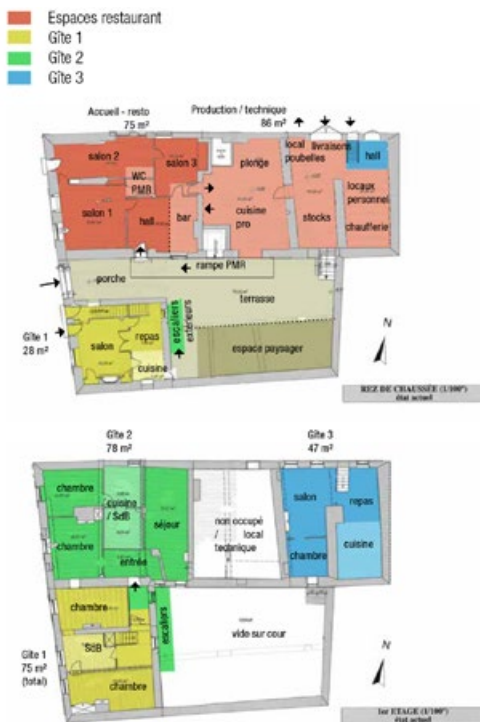 Espaces restaurant
Gîte 1
Gîte 2
Gîte 3
Accueil - resto
75 m²
Production / technique
86 m²
salon 2
salon 3
WC
PMR
salon 1
hall
bar
plonge
cuisine
pro
local
poubelles
livraisons
hall
stocks
locaux
personnel
chaufferie
rampe PMR
porche
terrasse
escaliers
extérieurs
Gîte 1
28 m²
salon
repas
cuisine
espace paysager
N
REZ DE CHAUSSÉE (1/100°)
état actuel
Gîte 2
78 m²
Gîte 3
47 m²
chambre
cuisine
/ SdB
séjour
chambre
entrée
non occupé
/ local
technique
salon
repas
chambre
cuisine
chambre
SdB
escaliers
vide sur cour
Gîte 1
75 m²
(total)
chambre
N
1er ETAGE (1/100°)
état actuel